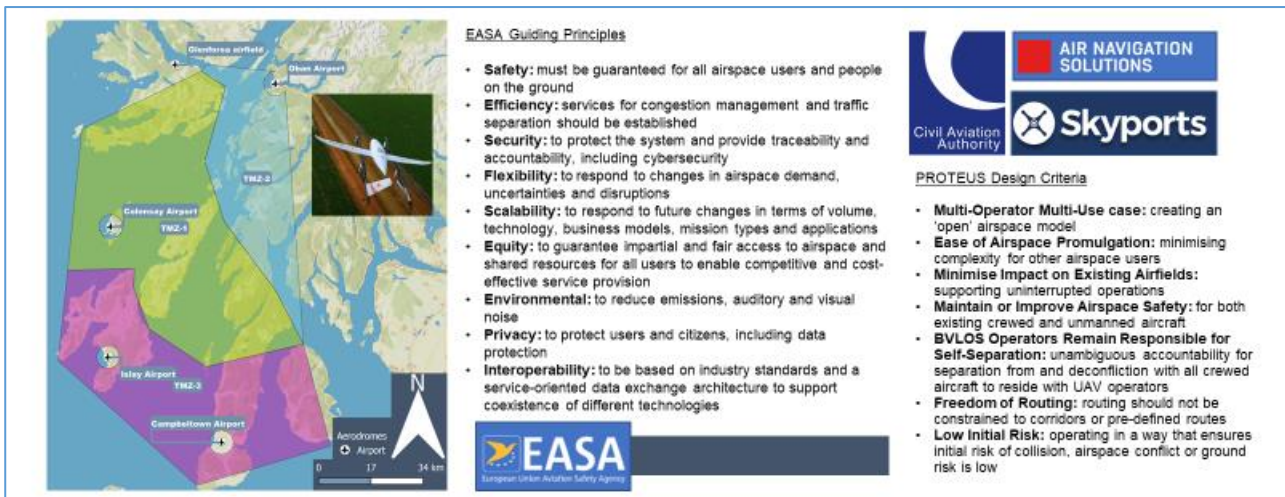 Glenforsa airfield
Oban Airport
TMZ-2
Colonsay Airport
TMZ-1
Islay Airport
TMZ-3
Campbeltown Airport
N
Aerodromes
Airport
0 17 34 km
EASA Guiding Principles
• Safety: must be guaranteed for all airspace users and people
on the ground
• Efficiency: services for congestion management and traffic
separation should be established
• Security: to protect the system and provide traceability and
accountability, including cybersecurity
• Flexibility: to respond to changes in airspace demand,
uncertainties and disruptions
• Scalability: to respond to future changes in terms of volume,
technology, business models, mission types and applications
• Equity: to guarantee impartial and fair access to airspace and
shared resources for all users to enable competitive and cost-
effective service provision
• Environmental: to reduce emissions, auditory and visual
noise
• Privacy: to protect users and citizens, including data
protection
• Interoperability: to be based on industry standards and a
service-oriented data exchange architecture to support
coexistence of different technologies
EASA
European Union Aviation Safety Agency
Civil Aviation
Authority
AIR NAVIGATION
SOLUTIONS
Skyports
PROTEUS Design Criteria
• Multi-Operator Multi-Use case: creating an
'open' airspace model
• Ease of Airspace Promulgation: minimising
complexity for other airspace users
• Minimise Impact on Existing Airfields:
supporting uninterrupted operations
• Maintain or Improve Airspace Safety: for both
existing crewed and unmanned aircraft
• BVLOS Operators Remain Responsible for
Self-Separation: unambiguous accountability for
separation from and deconfliction with all crewed
aircraft to reside with UAV operators
• Freedom of Routing: routing should not be
constrained to corridors or pre-defined routes
• Low Initial Risk: operating in a way that ensures
initial risk of collision, airspace conflict or ground
risk is low